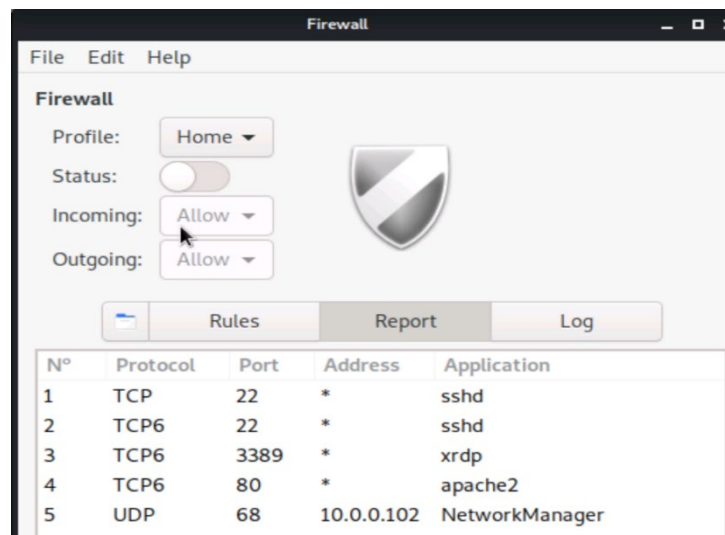 Firewall
File Edit Help
Firewall
Profile: Home
Status:
Incoming: Allow
Outgoing: Allow
Rules Report Log
Nº Protocol Port Address Application
1 TCP 22 * sshd
2 TCP6 22 * sshd
3 TCP6 3389 * xrdp
4 TCP6 80 * apache2
5 UDP 68 10.0.0.102 NetworkManager